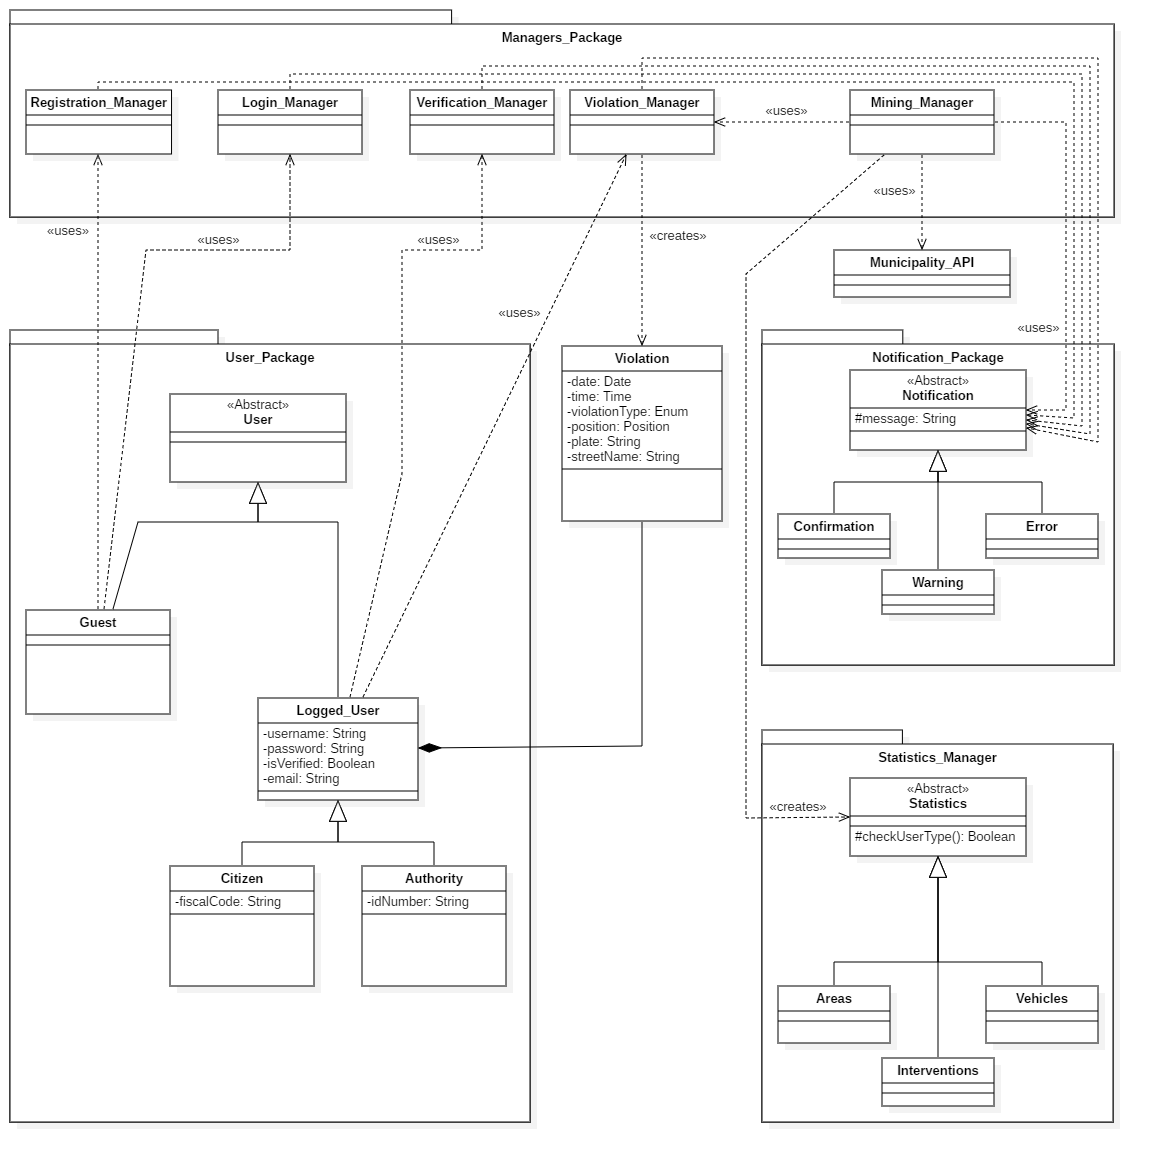 Managers_Package
Registration_Manager
Login_Manager
Verification_Manager
Violation_Manager
«uses»
Mining_Manager
«uses»
«uses»
«uses»
«uses»
«creates»
Municipality_API
«uses»
«uses»
User_Package
«Abstract»
User
Violation
-date: Date
-time: Time
-violationType: Enum
-position: Position
-plate: String
-streetName: String
Notification_Package
«Abstract»
Notification
#message: String
Confirmation
Error
Warning
Guest
Logged_User
-username: String
-password: String
-isVerified: Boolean
-email: String
Citizen
-fiscalCode: String
Authority
-idNumber: String
Statistics_Manager
«creates»
«Abstract»
Statistics
#checkUserType(): Boolean
Areas
Vehicles
Interventions